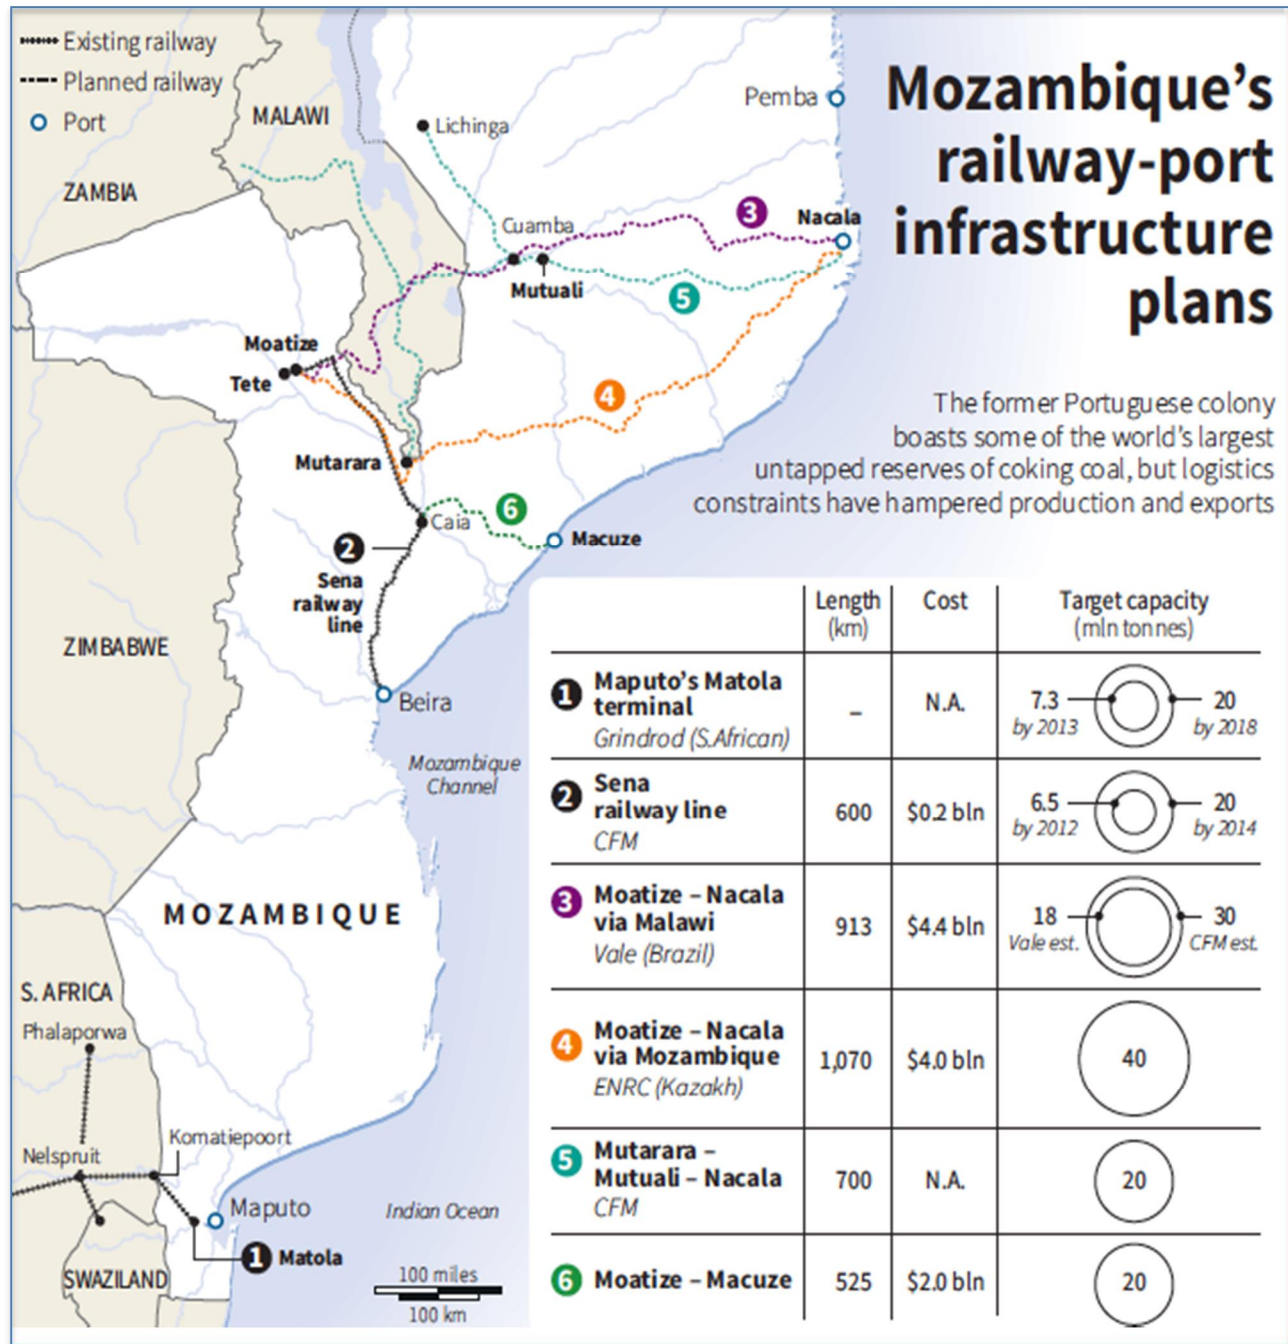 Existing railway
Planned railway
Port
Mozambique’s
railway-port
infrastructure
plans
The former Portuguese colony
boasts some of the world’s largest
untapped reserves of coking coal, but logistics
constraints have hampered production and exports
Pemba
MALAWI
Lichinga
ZAMBIA
3
Nacala
Cuamba
Mutuali
5
Moatize
Tete
4
Mutarara
6
Caia
Macuze
2
Sena
railway
line
ZIMBABWE
Beira
Mozambique
Channel
MOZAMBIQUE
S. AFRICA
Phalaporwa
Komatiepoort
Nelspruit
Maputo
Indian Ocean
1 Matola
SWAZILAND
100 miles
100 km
Length
(km)
Cost
Target capacity
(mln tonnes)
1 Maputo’s Matola
terminal
Grindrod (S.African)
–
N.A.
7.3
by 2013
20
by 2018
2 Sena
railway line
CFM
600
$0.2 bln
6.5
by 2012
20
by 2014
3 Moatize – Nacala
via Malawi
Vale (Brazil)
913
$4.4 bln
18
Vale est.
30
CFM est.
4 Moatize – Nacala
via Mozambique
ENRC (Kazakh)
1,070
$4.0 bln
40
5 Mutarara –
Mutuali – Nacala
CFM
700
N.A.
20
6 Moatize – Macuze
525
$2.0 bln
20